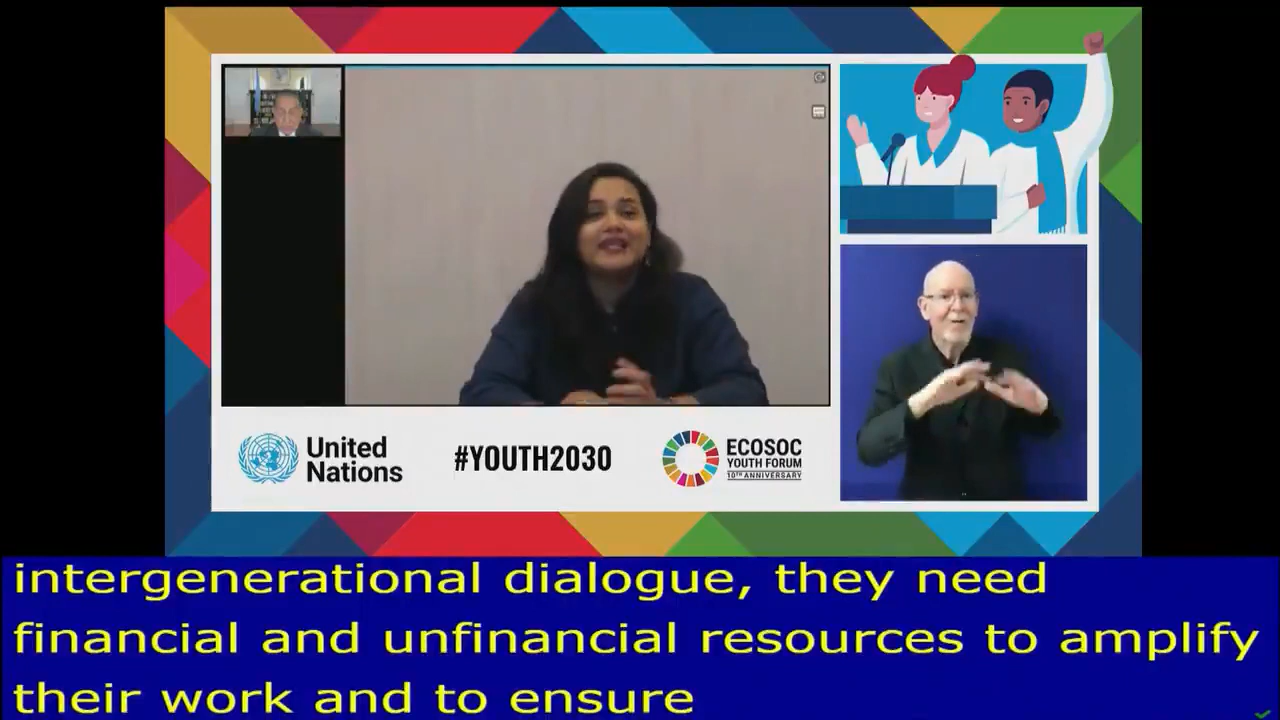 United
Nations
#YOUTH2030
ECOSOC
YOUTH FORUM
10TH ANNIVERSARY
intergenerational dialogue, they need
financial and unfinancial resources to amplify
their work and to ensure